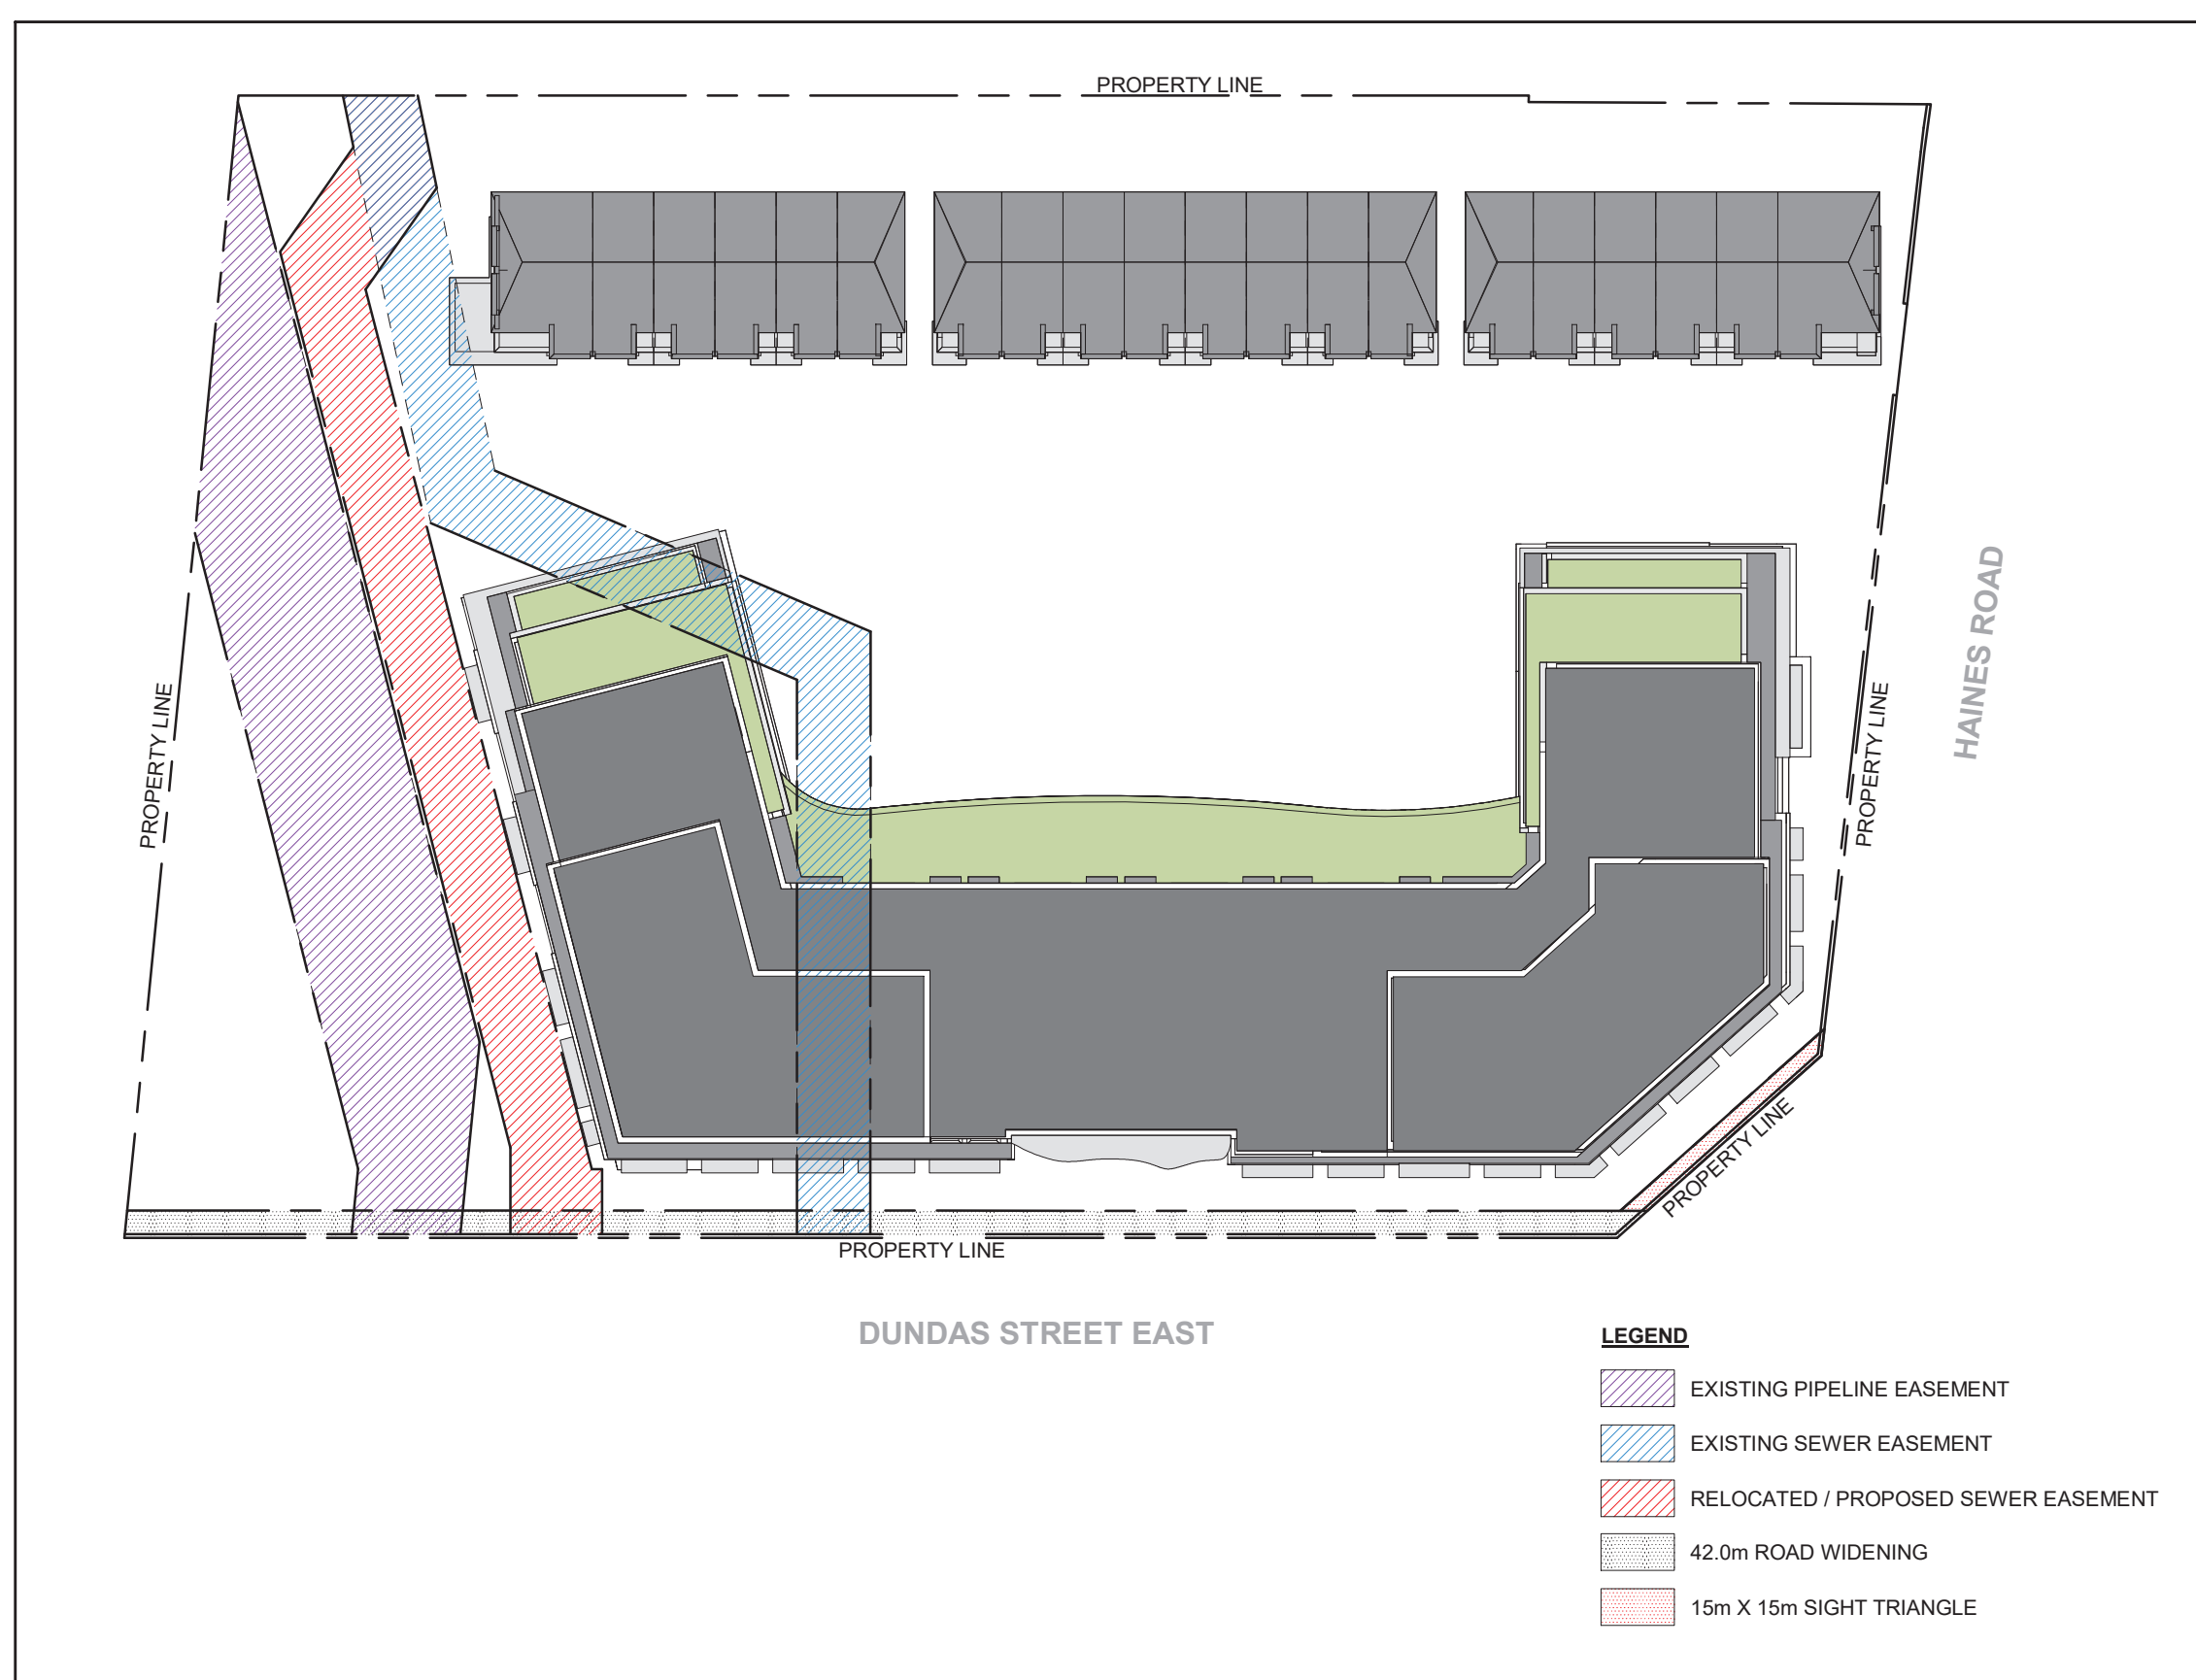 PROPERTY LINE
HAINES ROAD
PROPERTY LINE
PROPERTY LINE
PROPERTY LINE
PROPERTY LINE
DUNDAS STREET EAST
LEGEND
EXISTING PIPELINE EASEMENT
EXISTING SEWER EASEMENT
RELOCATED / PROPOSED SEWER EASEMENT
42.0m ROAD WIDENING
15m X 15m SIGHT TRIANGLE